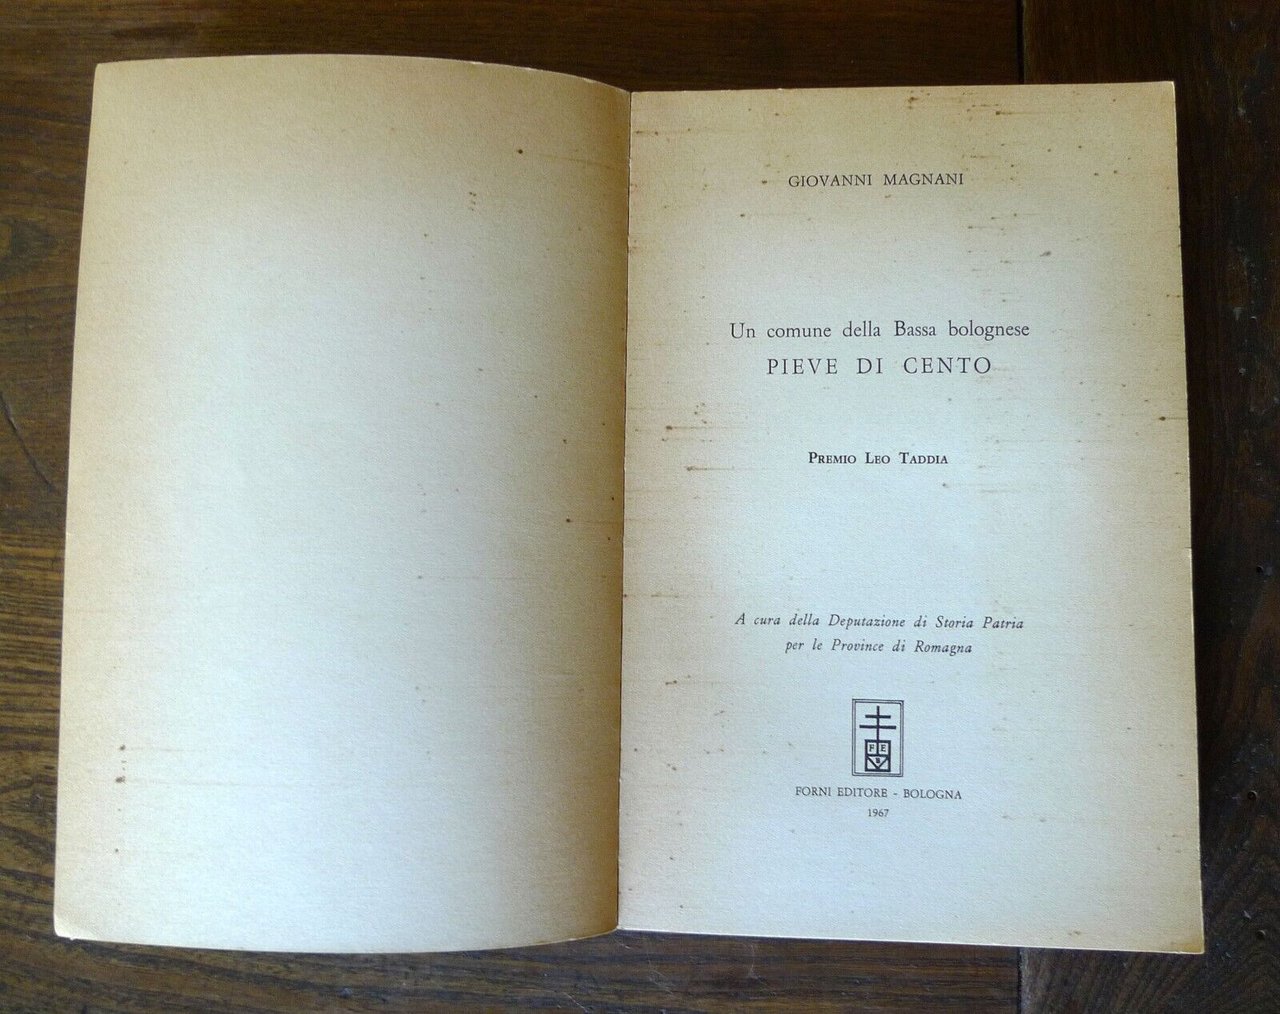 GIOVANNI MAGNANI
Un comune della Bassa bolognese
PIEVE DI CENTO
PREMIO LEO TADDIA
A cura della Deputazione di Storia Patria
per le Province di Romagna
F E
B
FORNI EDITORE - BOLOGNA
1967